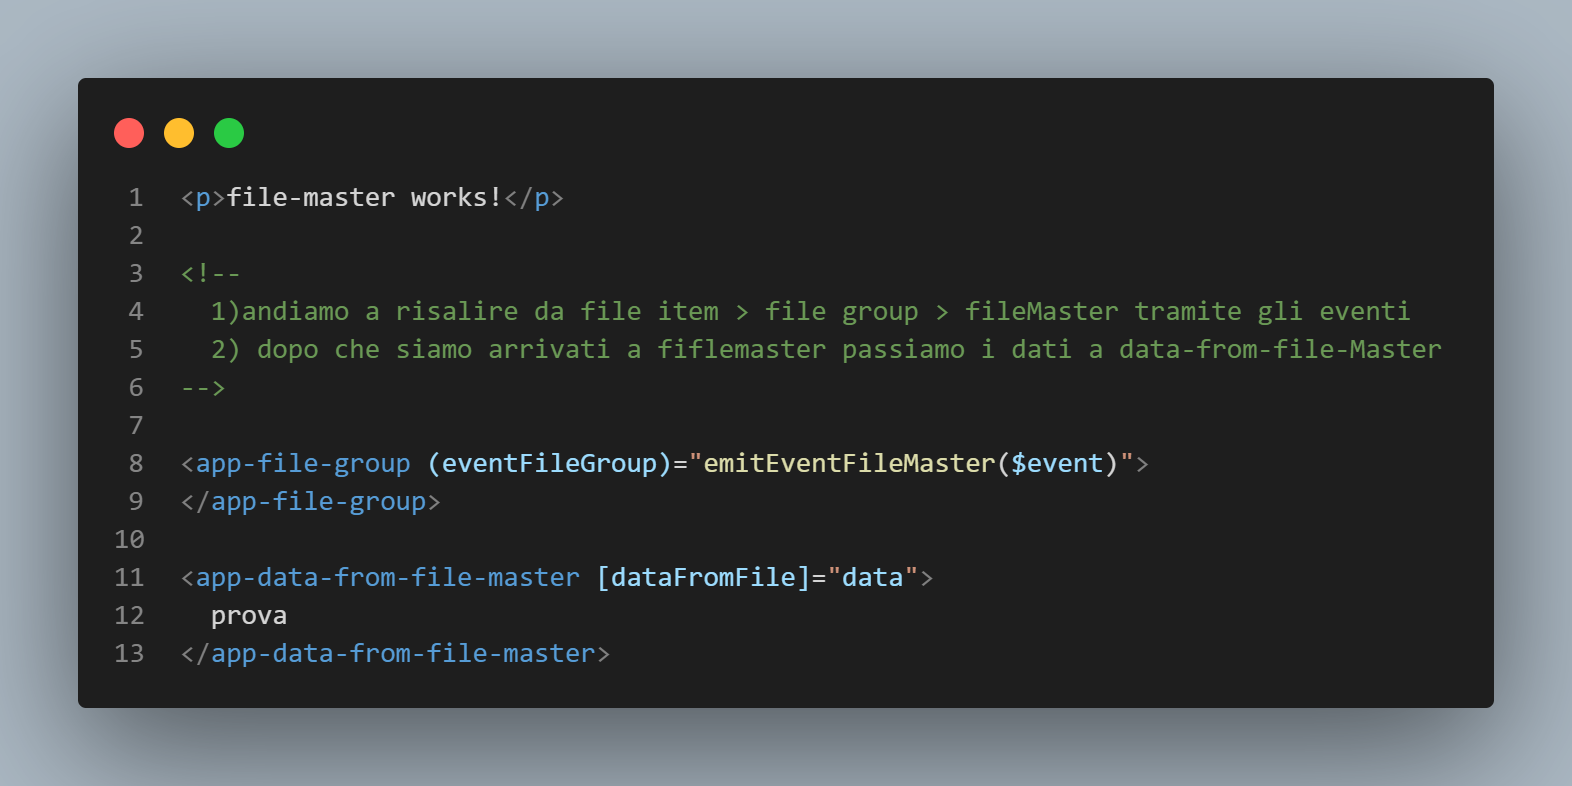 1 <p>file-master works!</p>
2
3 <!--
4 1)andiamo a risalire da file item > file group > fileMaster tramite gli eventi
5 2) dopo che siamo arrivati a fiflemaster passiamo i dati a data-from-file-Master
6 -->
7
8 <app-file-group (eventFileGroup)="emitEventFileMaster($event)">
9 </app-file-group>
10
11 <app-data-from-file-master [dataFromFile]="data">
12 prova
13 </app-data-from-file-master>